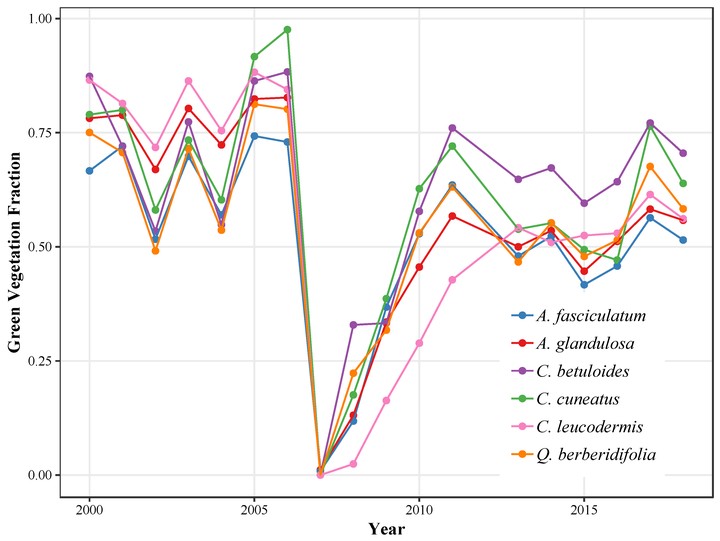 Green Vegetation Fraction
1.00
0.75
0.50
0.25
0.00
A. fasciculatum
A. glandulosa
C. betuloides
C. cuneatus
C. leucodermis
Q. berberidifolia
2000 2005 2010 2015
Year